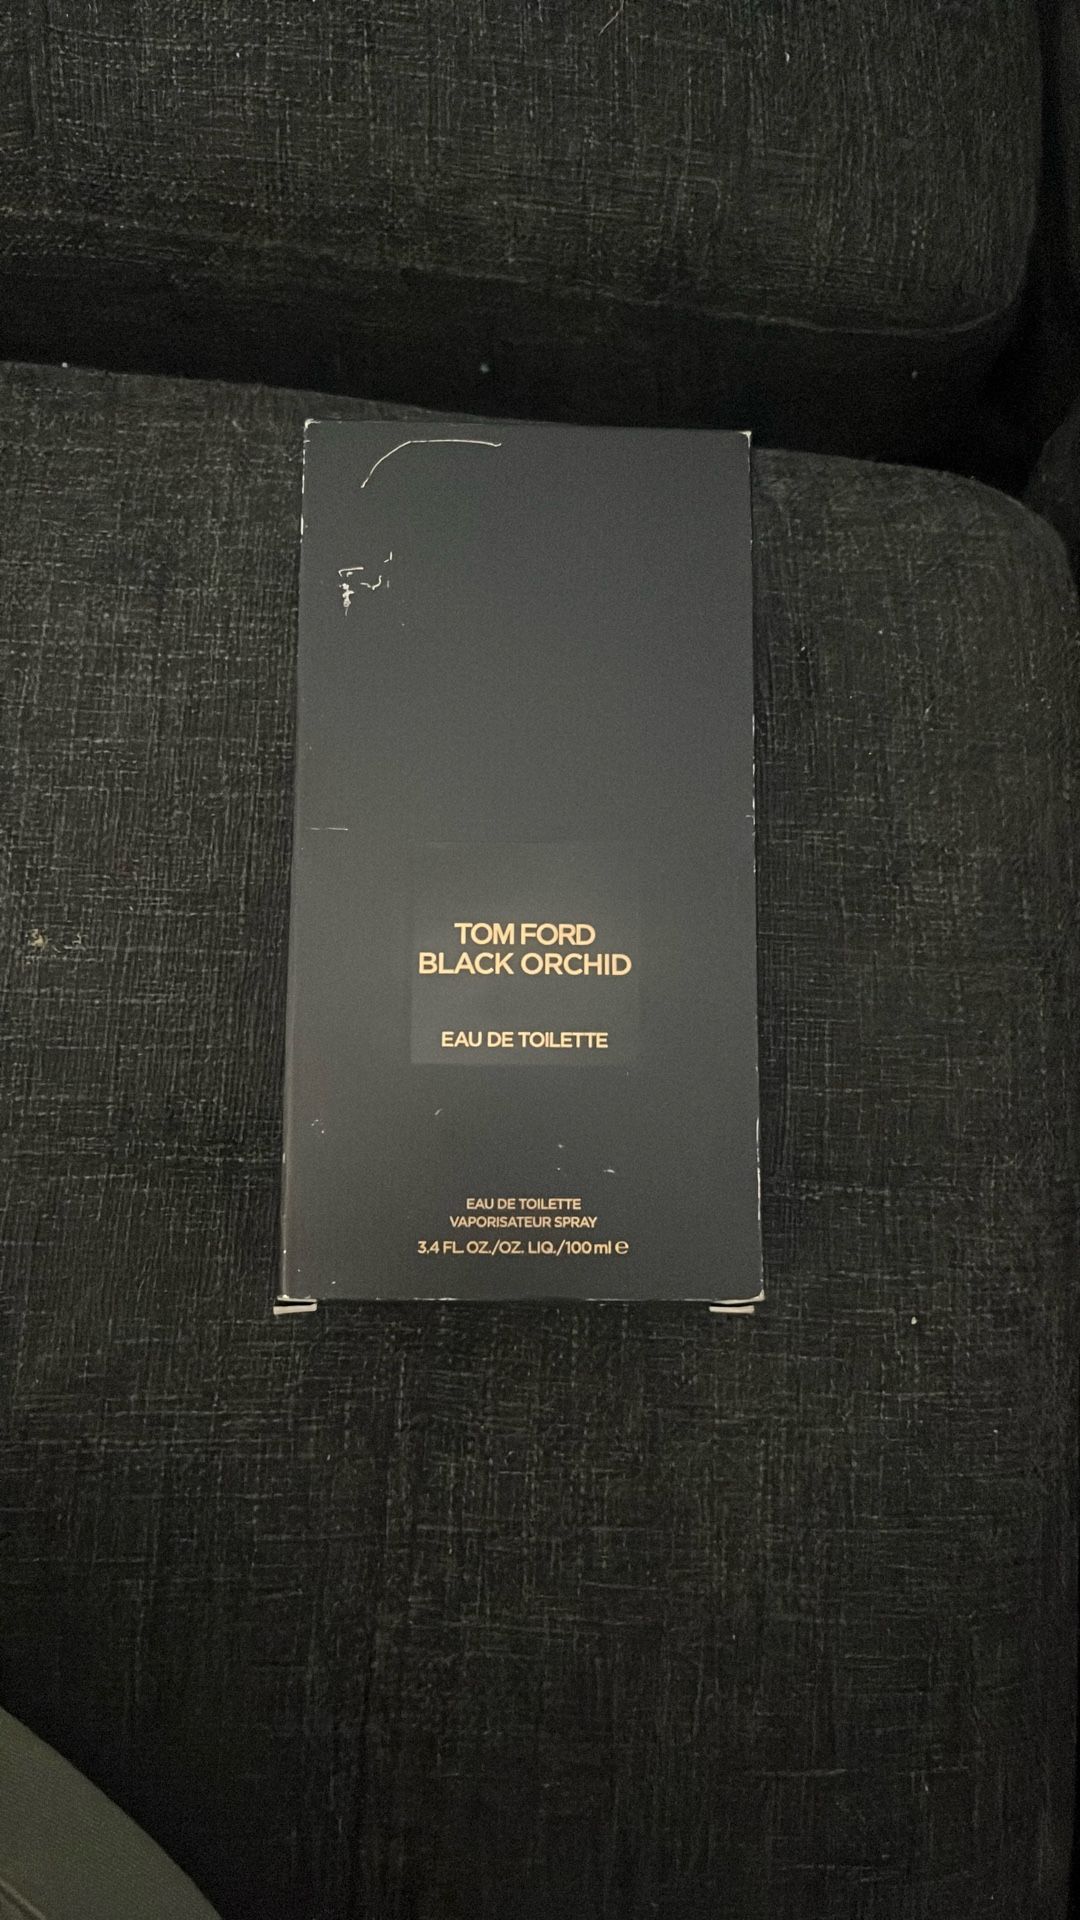 TOM FORD
BLACK ORCHID
EAU DE TOILETTE
EAU DE TOILETTE
VAPORISATEUR SPRAY
3,4 FL. OZ./OZ. LIQ./100 ml ℮